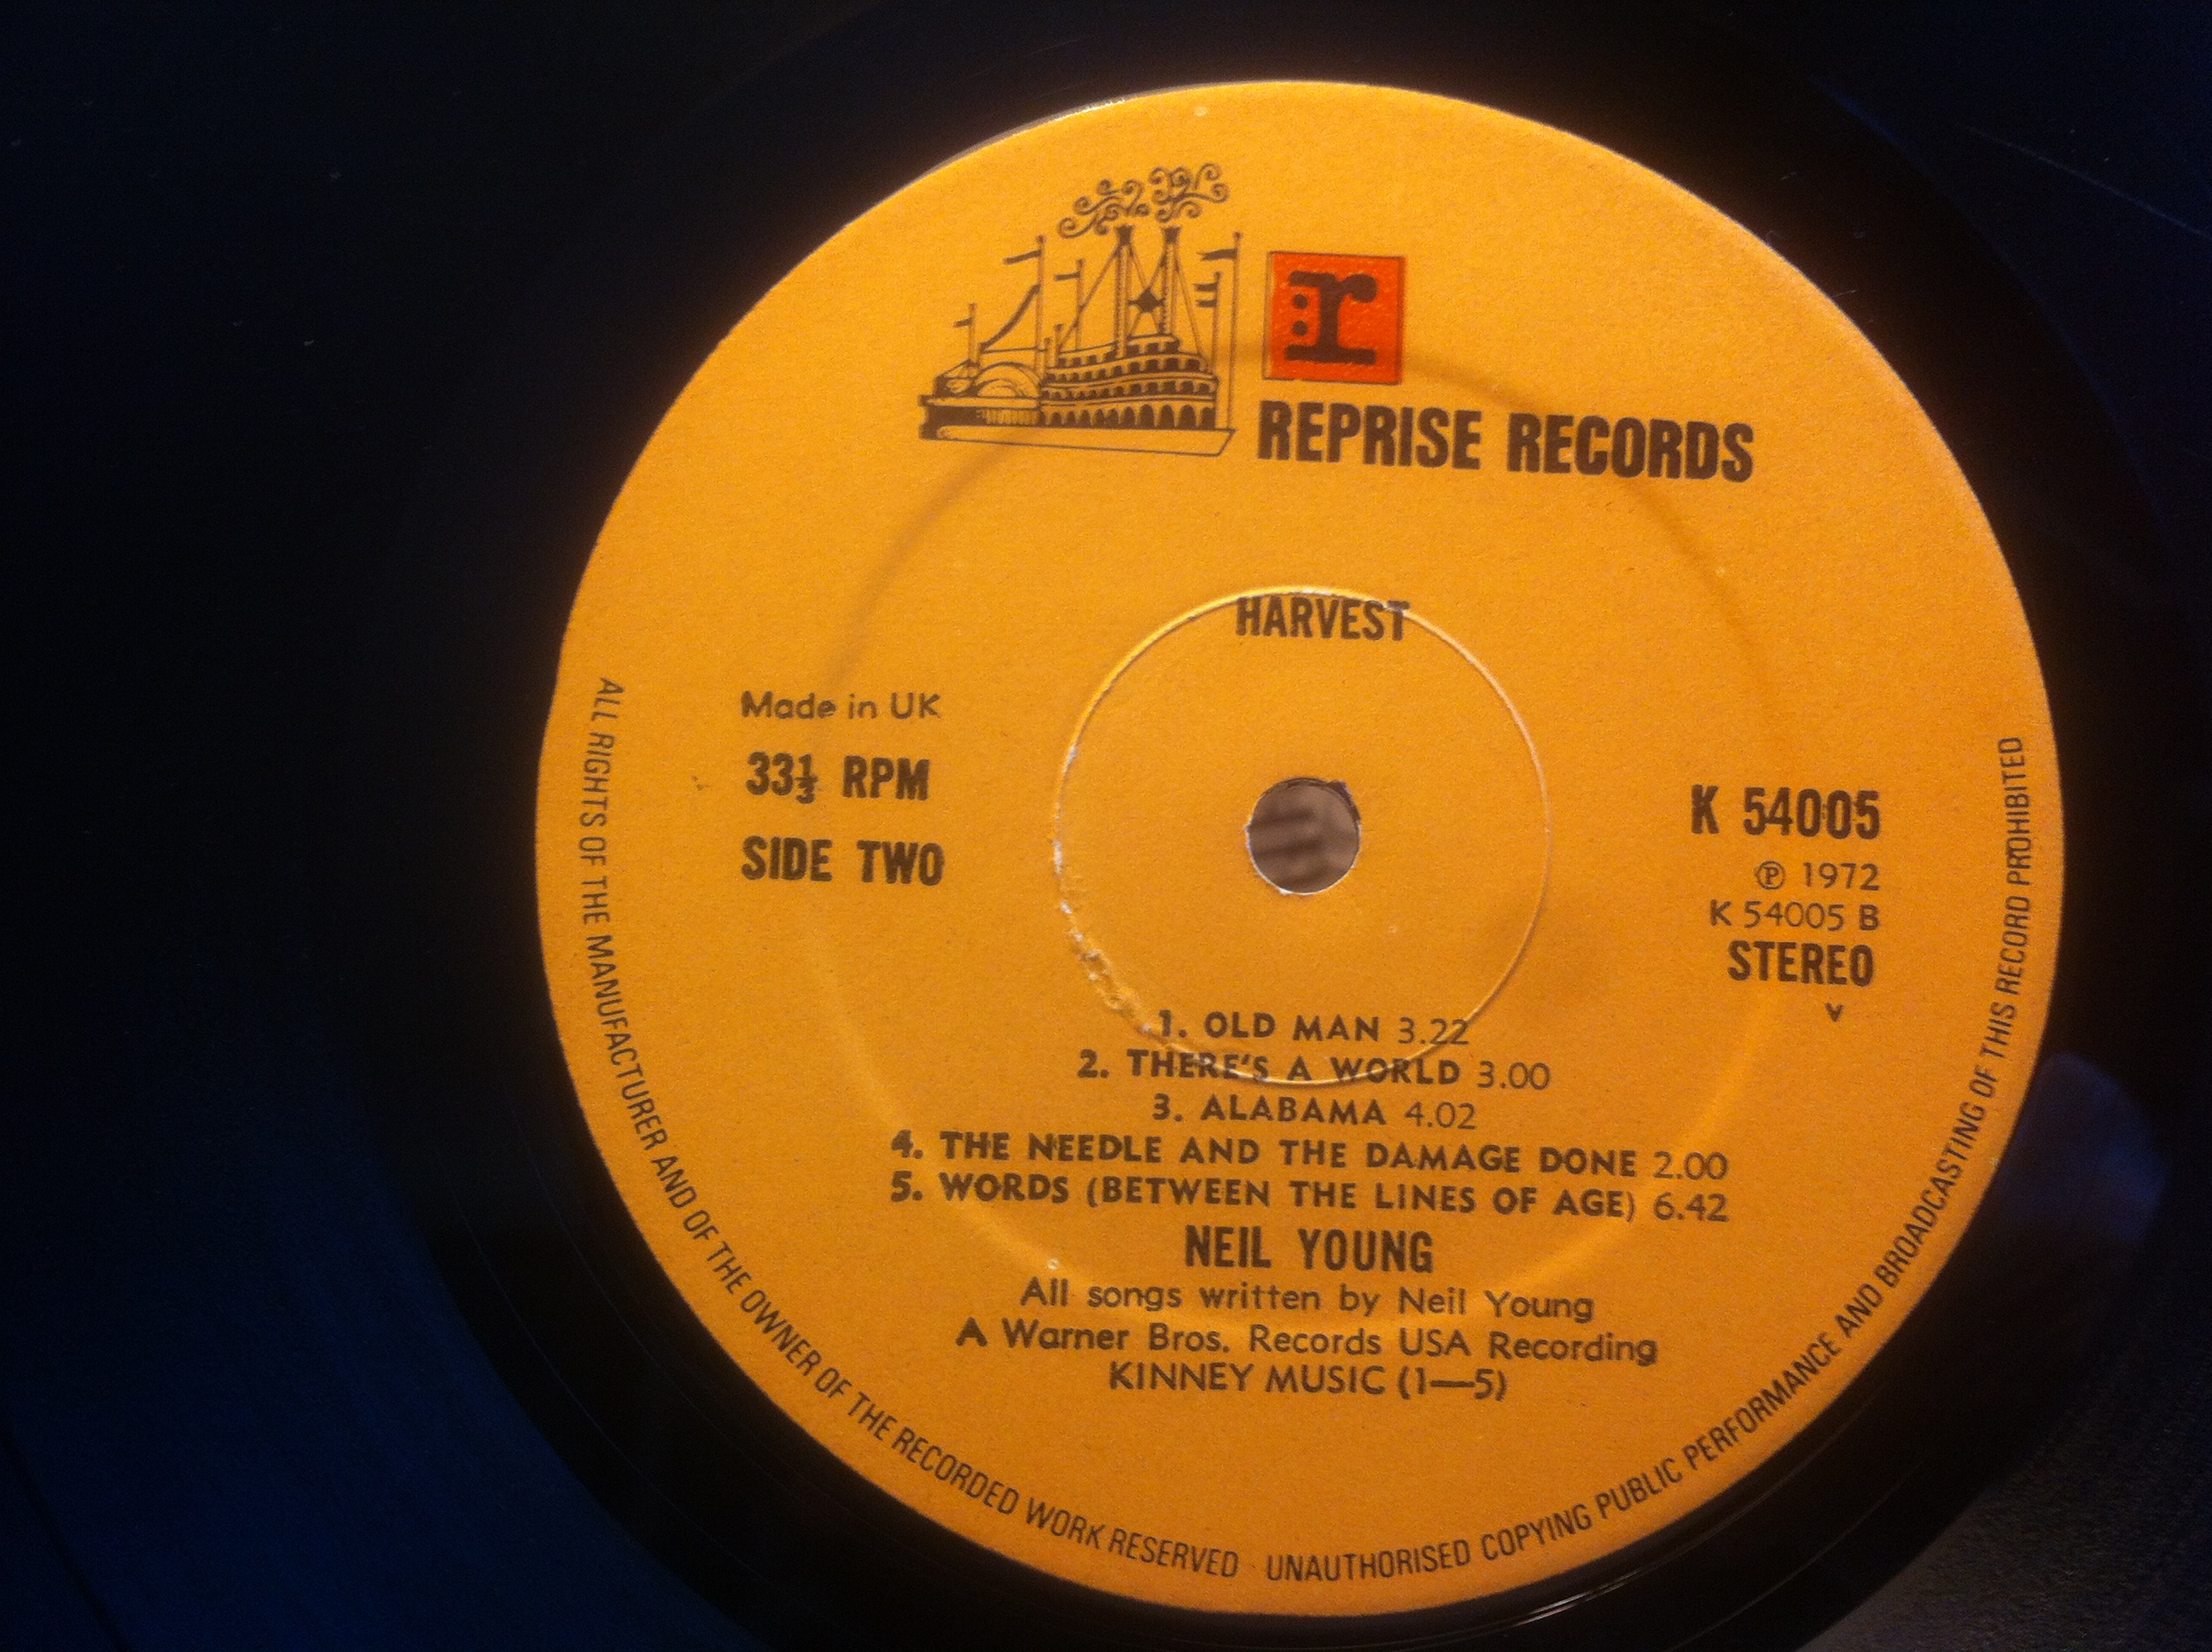 r
REPRISE RECORDS
HARVEST
Made in UK
33⅓ RPM
SIDE TWO
K 54005
℗ 1972
K 54005 B
STEREO
v
1. OLD MAN 3.22
2. THERE'S A WORLD 3.00
3. ALABAMA 4.02
4. THE NEEDLE AND THE DAMAGE DONE 2.00
5. WORDS (BETWEEN THE LINES OF AGE) 6.42
NEIL YOUNG
All songs written by Neil Young
A Warner Bros. Records USA Recording
KINNEY MUSIC (1—5)
ALL RIGHTS OF THE MANUFACTURER AND OF THE OWNER OF THE RECORDED WORK RESERVED · UNAUTHORISED COPYING PUBLIC PERFORMANCE AND BROADCASTING OF THIS RECORD PROHIBITED